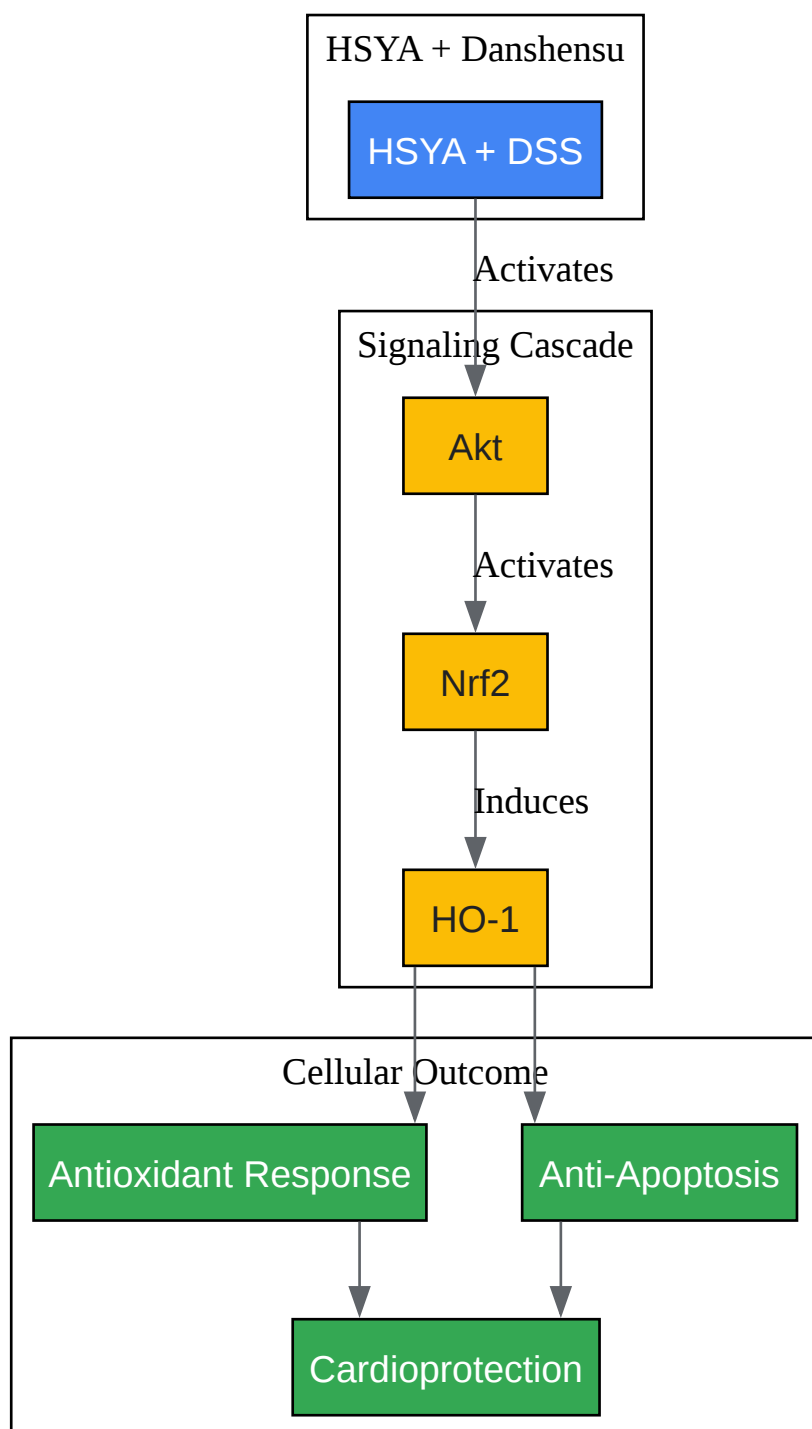 HSYA + Danshensu
HSYA + DSS
Activates
Signaling Cascade
Akt
Activates
Nrf2
Induces
HO-1
Cellular Outcome
Antioxidant Response
Anti-Apoptosis
Cardioprotection